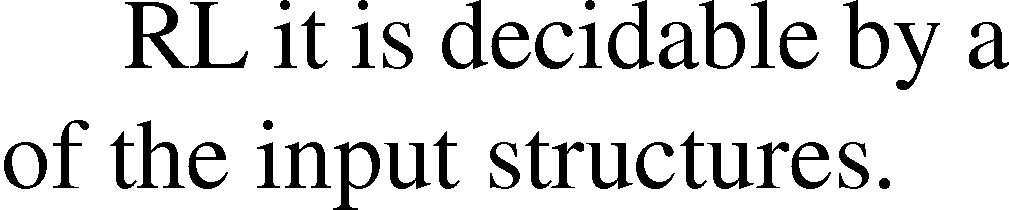 RL it is decidable by a
of the input structures.